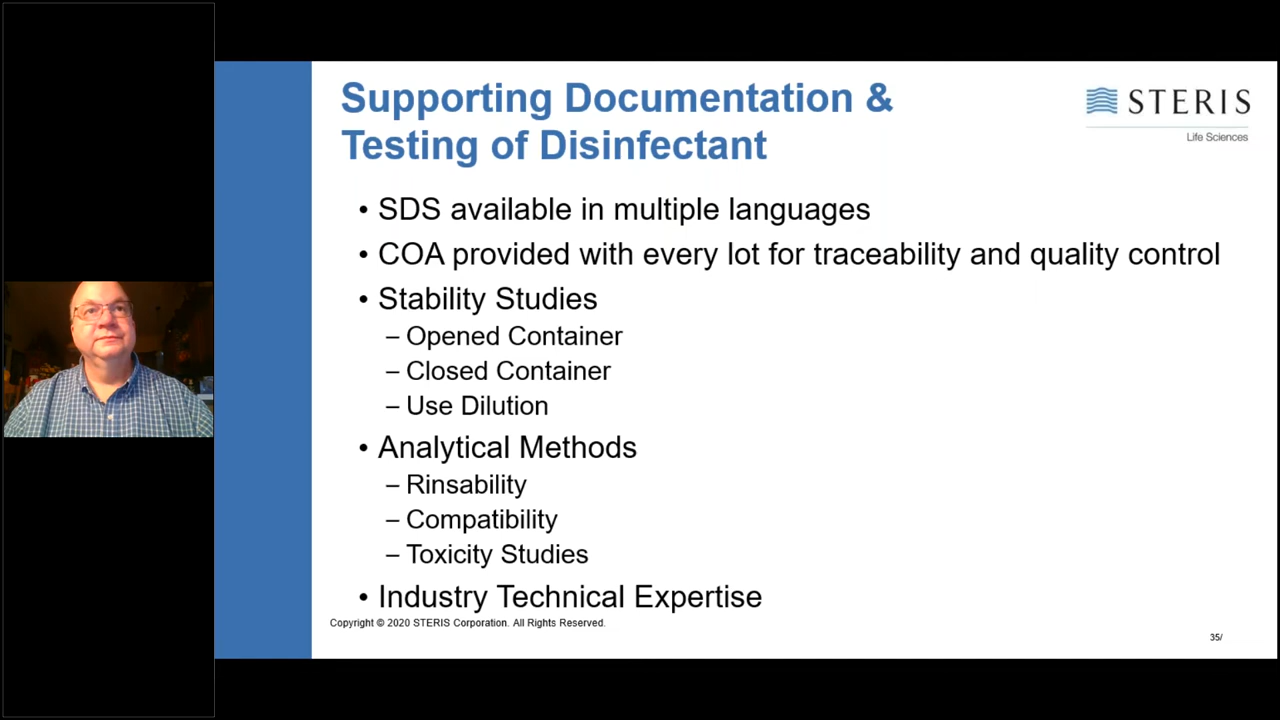 Supporting Documentation &
Testing of Disinfectant
STERIS
Life Sciences
• SDS available in multiple languages
• COA provided with every lot for traceability and quality control
• Stability Studies
– Opened Container
– Closed Container
– Use Dilution
• Analytical Methods
– Rinsability
– Compatibility
– Toxicity Studies
• Industry Technical Expertise
Copyright © 2020 STERIS Corporation. All Rights Reserved.
35/